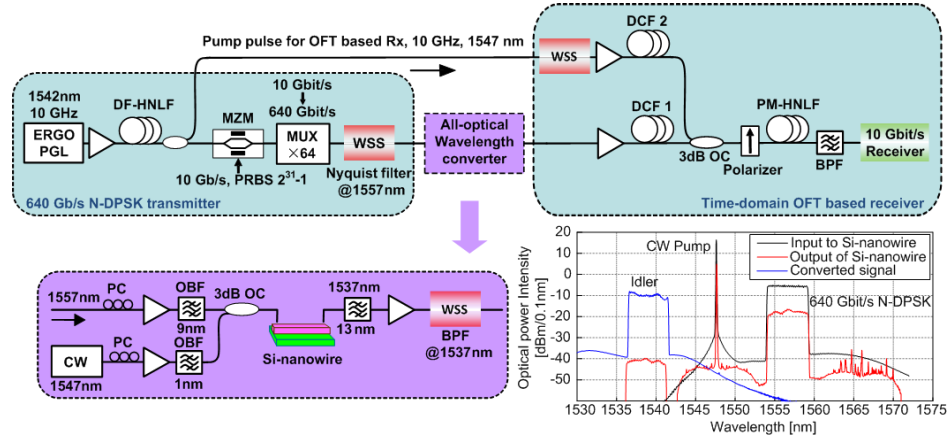 Pump pulse for OFT based Rx, 10 GHz, 1547 nm
DCF 2
WSS
1542nm
10 GHz
ERGO
PGL
DF-HNLF
MZM
10 Gb/s, PRBS 2³¹-1
10 Gbit/s
640 Gbit/s
MUX
×64
WSS
Nyquist filter
@1557nm
640 Gb/s N-DPSK transmitter
All-optical
Wavelength
converter
DCF 1
3dB OC
Polarizer
PM-HNLF
BPF
10 Gbit/s
Receiver
Time-domain OFT based receiver
1557nm
PC
OBF
9nm
3dB OC
CW
1547nm
PC
OBF
1nm
Si-nanowire
1537nm
13 nm
WSS
BPF
@1537nm
Optical power Intensity
[dBm/0.1nm]
20
10
0
-10
-20
-30
-40
-50
CW Pump
Idler
Input to Si-nanowire
Output of Si-nanowire
Converted signal
640 Gbit/s N-DPSK
1530 1535 1540 1545 1550 1555 1560 1565 1570 1575
Wavelength [nm]